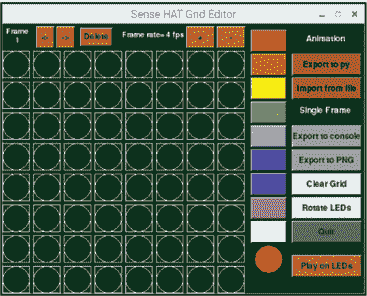 Sense HAT Grid Editor
Frame
1
Delete
Frame rate= 4 fps
Animation
Export to py
Import from file
Single Frame
Export to console
Export to PNG
Clear Grid
Rotate LEDs
Quit
Play on LEDs